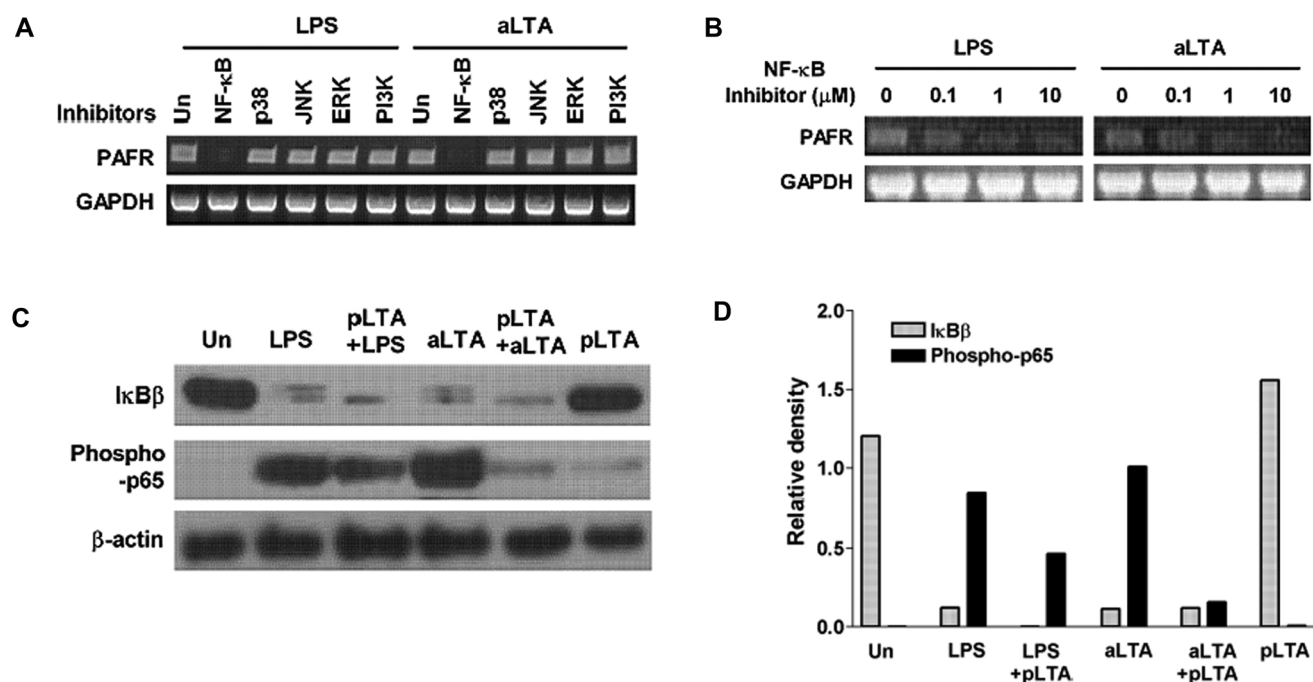 A
LPS aLTA
Inhibitors Un NF-κB p38 JNK ERK PI3K Un NF-κB p38 JNK ERK PI3K
PAFR
GAPDH
B
LPS aLTA
NF-κB
Inhibitor (μM) 0 0.1 1 10 0 0.1 1 10
PAFR
GAPDH
C
Un LPS pLTA +LPS aLTA pLTA +aLTA pLTA
IκBβ
Phospho
-p65
β-actin
D
IκBβ
Phospho-p65
Relative density
2.0
1.5
1.0
0.5
0.0
Un LPS LPS +pLTA aLTA aLTA +pLTA pLTA